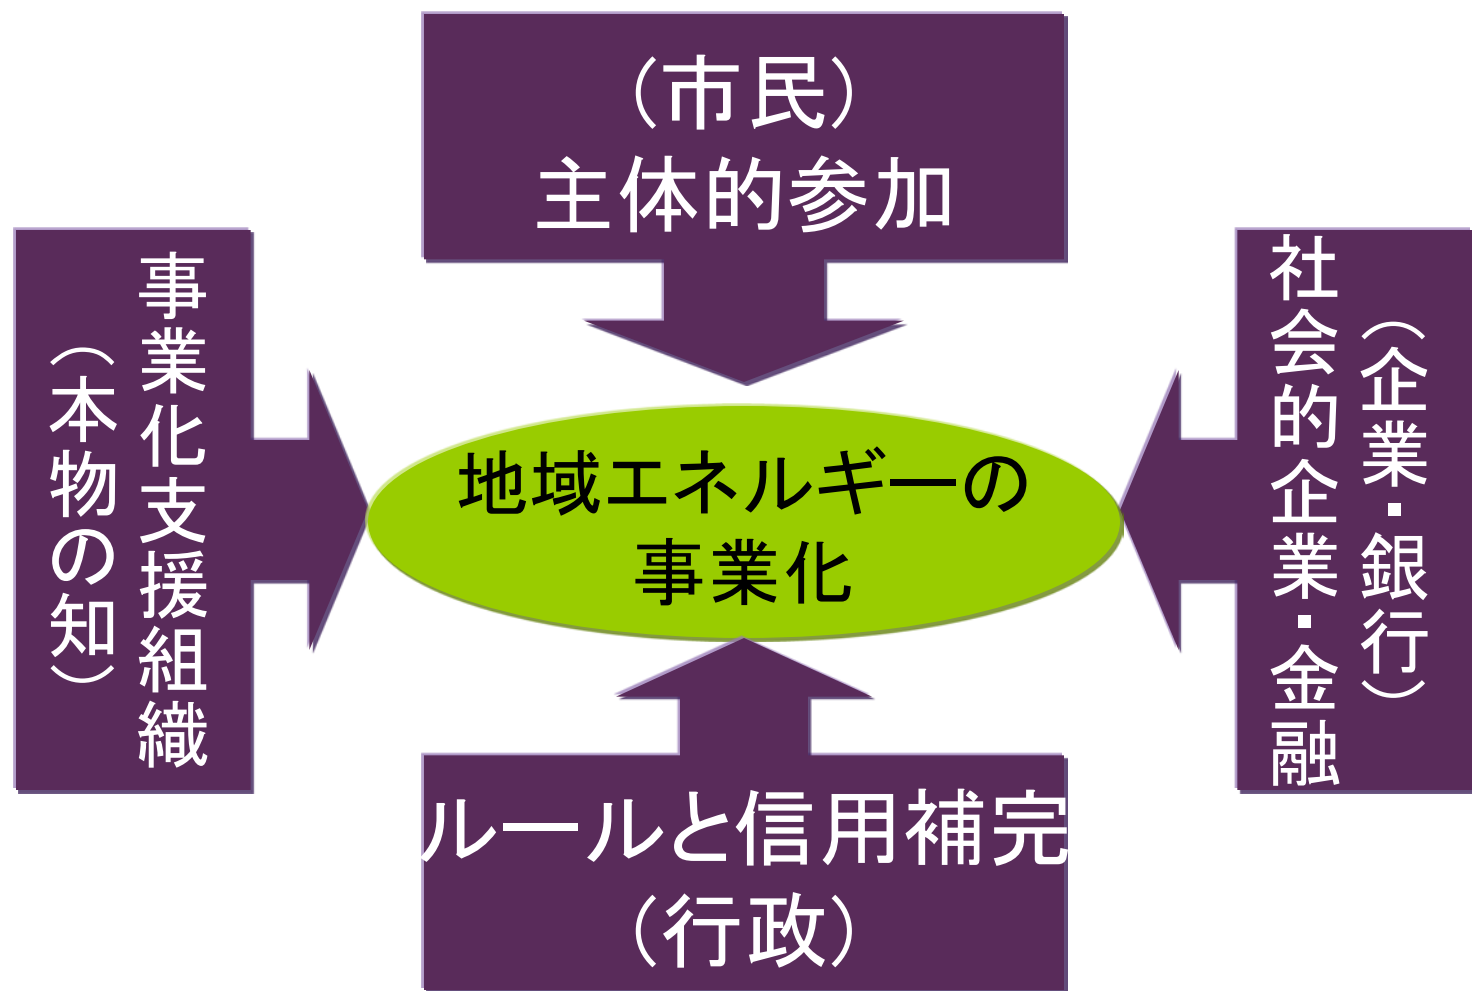 （市民）
主体的参加
事業化支援組織
（本物の知）
地域エネルギーの
事業化
（企業・銀行）
社会的企業・金融
ルールと信用補完
（行政）